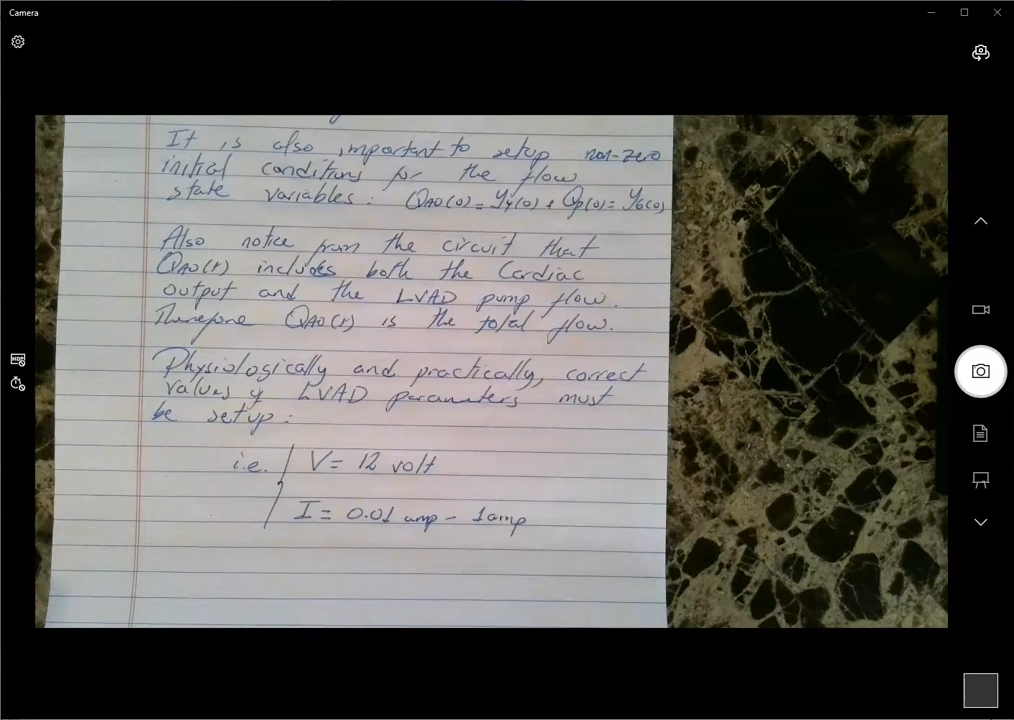 Camera
It is also important to setup non-zero
initial conditions for the flow
state variables: QAO(0) = Y4(0) & Qp(0) = Y6(0)
Also notice from the circuit that
QAO(t) includes both the Cardiac
output and the LVAD pump flow.
Therefore QAO(t) is the total flow.
Physiologically and practically, correct
values of LVAD parameters must
be setup:
i.e. V = 12 volt
I = 0.01 amp - 1 amp